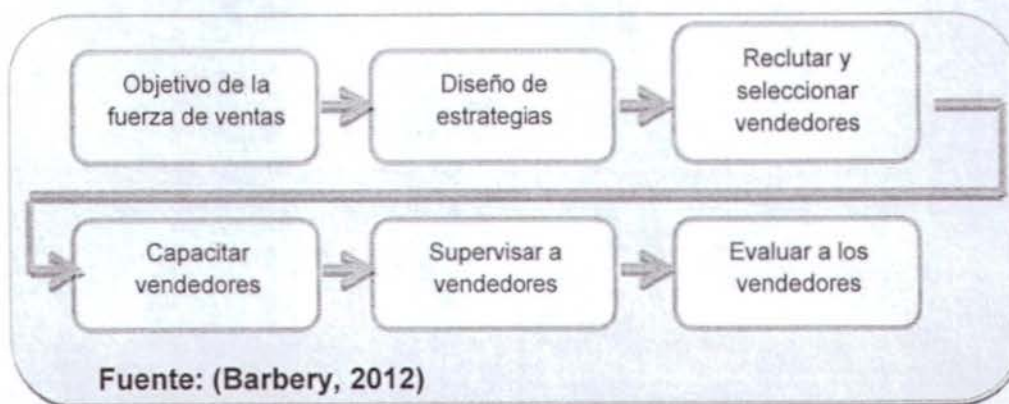 Objetivo de la
fuerza de ventas
Diseño de
estrategias
Reclutar y
seleccionar
vendedores
Capacitar
vendedores
Supervisar a
vendedores
Evaluar a los
vendedores
Fuente: (Barbery, 2012)